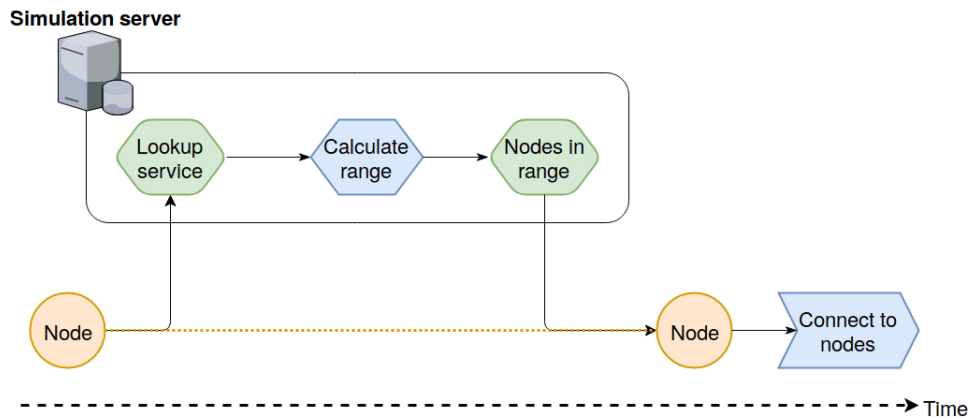 Simulation server
Lookup
service
Calculate
range
Nodes in
range
Node
Node
Connect to
nodes
Time